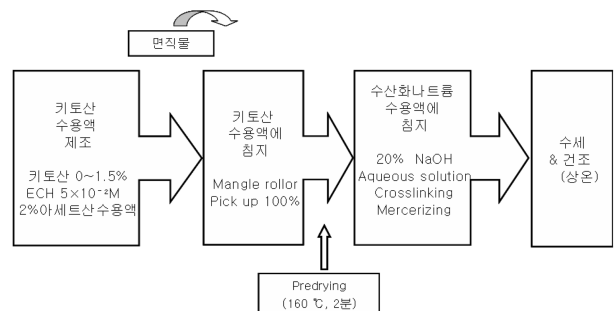 면직물
키토산
수용액
제조
키토산 0~1.5%
ECH 5×10⁻²M
2%아세트산수용액
키토산
수용액에
침지
Mangle rollor
Pick up 100%
수산화나트륨
수용액에
침지
20% NaOH
Aqueous solution
Crosslinking
Mercerizing
수세
& 건조
(상온)
Predrying
(160 ℃, 2분)